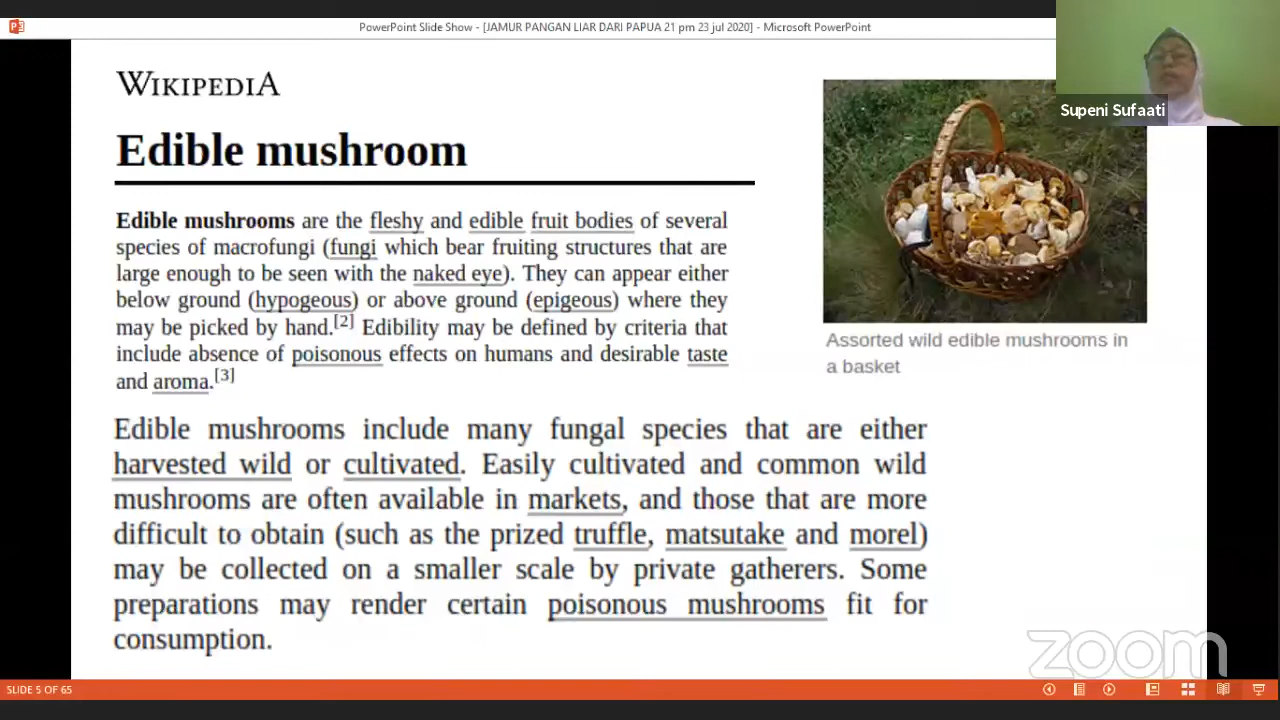 PowerPoint Slide Show - [JAMUR PANGAN LIAR DARI PAPUA 21 pm 23 jul 2020] - Microsoft PowerPoint
WIKIPEDIA
Supeni Sufaati
Edible mushroom
Edible mushrooms are the fleshy and edible fruit bodies of several
species of macrofungi (fungi which bear fruiting structures that are
large enough to be seen with the naked eye). They can appear either
below ground (hypogeous) or above ground (epigeous) where they
may be picked by hand.[2] Edibility may be defined by criteria that
include absence of poisonous effects on humans and desirable taste
and aroma.[3]
Assorted wild edible mushrooms in
a basket
Edible mushrooms include many fungal species that are either
harvested wild or cultivated. Easily cultivated and common wild
mushrooms are often available in markets, and those that are more
difficult to obtain (such as the prized truffle, matsutake and morel)
may be collected on a smaller scale by private gatherers. Some
preparations may render certain poisonous mushrooms fit for
consumption.
zoom
SLIDE 5 OF 65